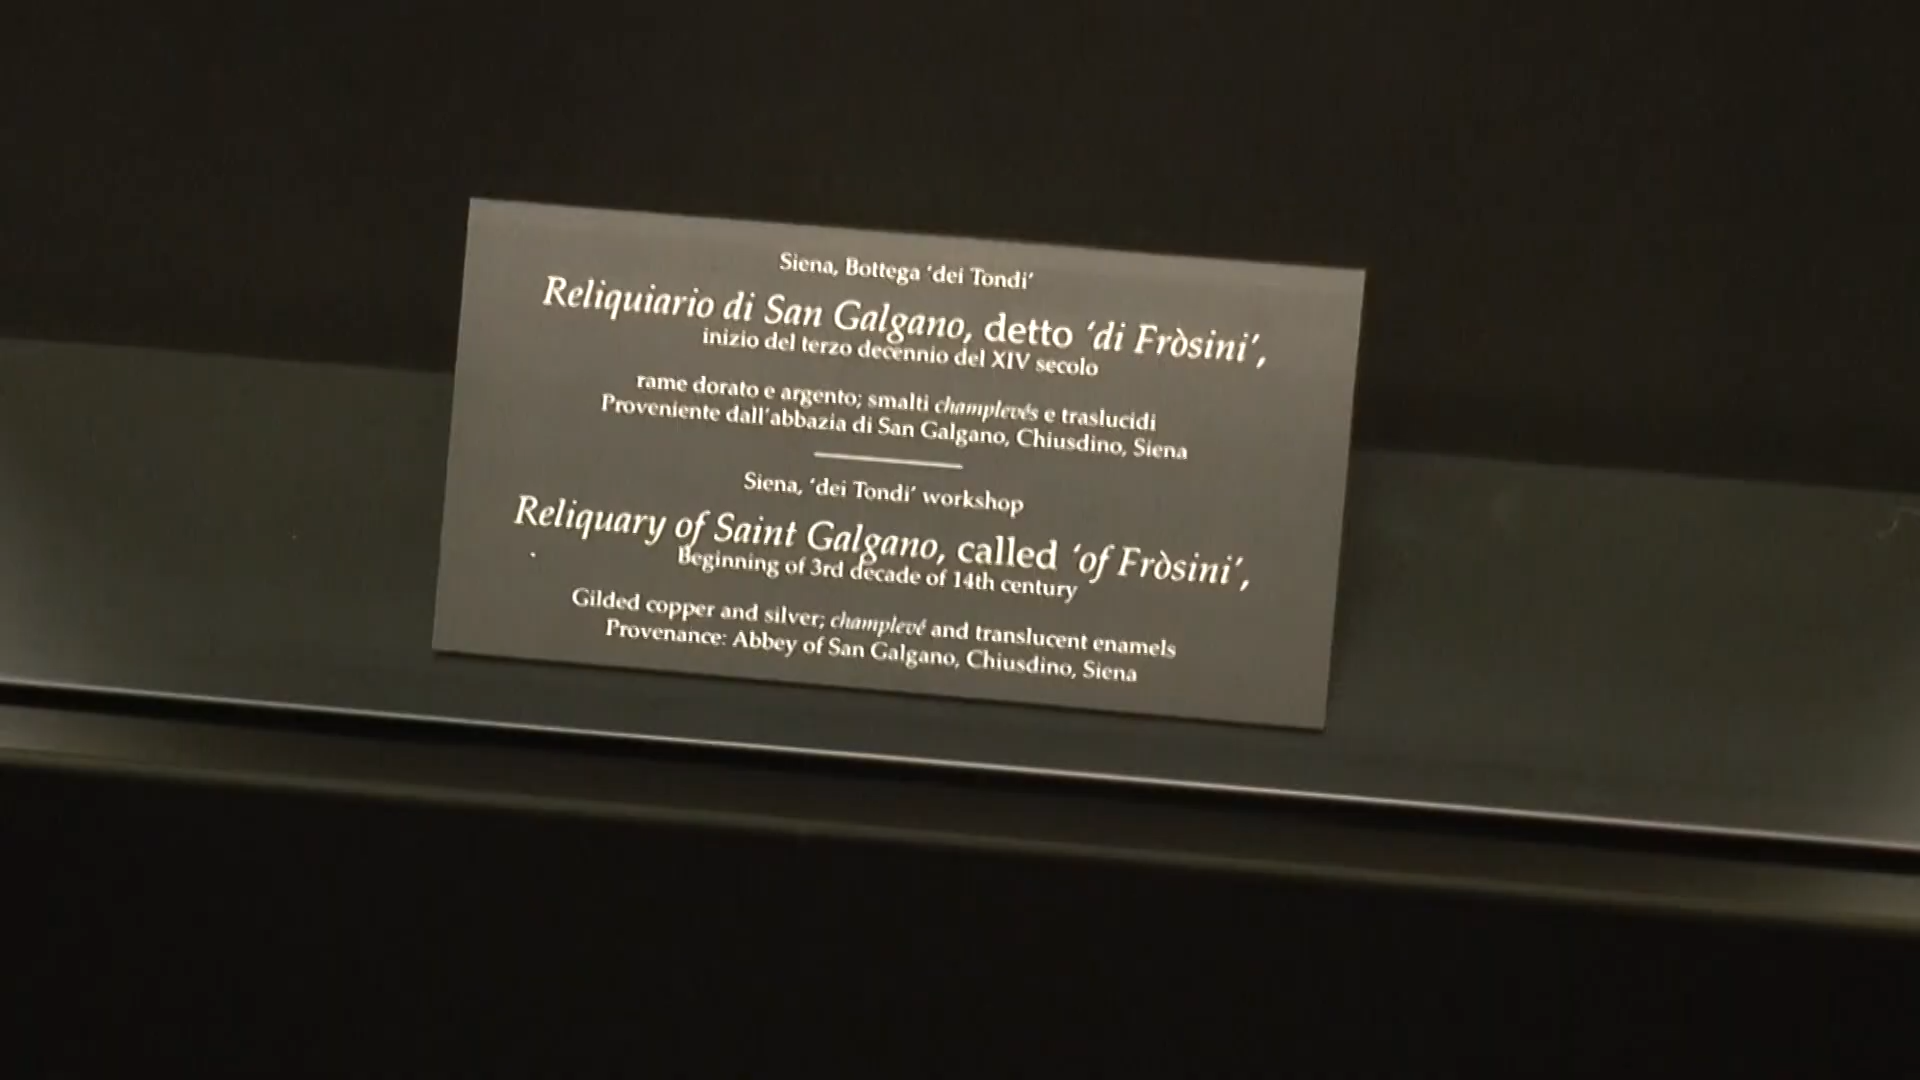 Siena, Bottega ‘dei Tondi’
Reliquiario di San Galgano, detto ‘di Fròsini’,
inizio del terzo decennio del XIV secolo
rame dorato e argento; smalti champlevés e traslucidi
Proveniente dall’abbazia di San Galgano, Chiusdino, Siena
Siena, ‘dei Tondi’ workshop
Reliquary of Saint Galgano, called ‘of Fròsini’,
Beginning of 3rd decade of 14th century
Gilded copper and silver; champlevé and translucent enamels
Provenance: Abbey of San Galgano, Chiusdino, Siena